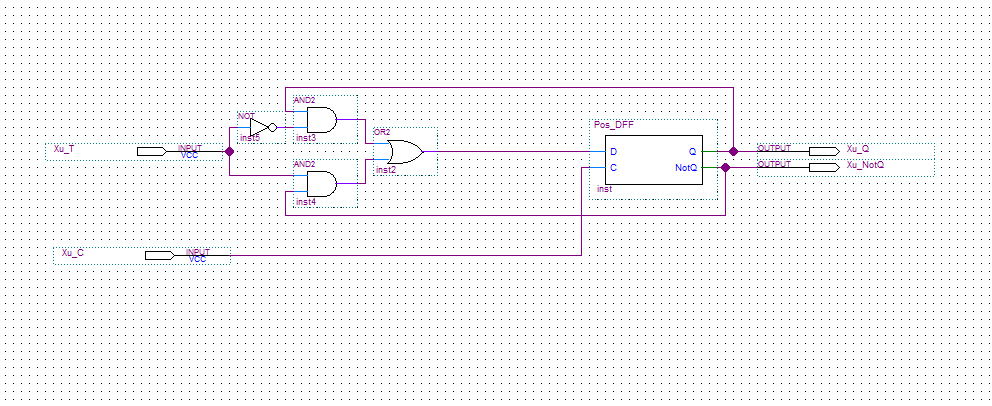 AND2
NOT
inst5
inst3
OR2
inst2
Pos_DFF
D
Q
C
NotQ
inst
Xu_T
INPUT
VCC
AND2
inst4
OUTPUT
Xu_Q
OUTPUT
Xu_NotQ
Xu_C
INPUT
VCC